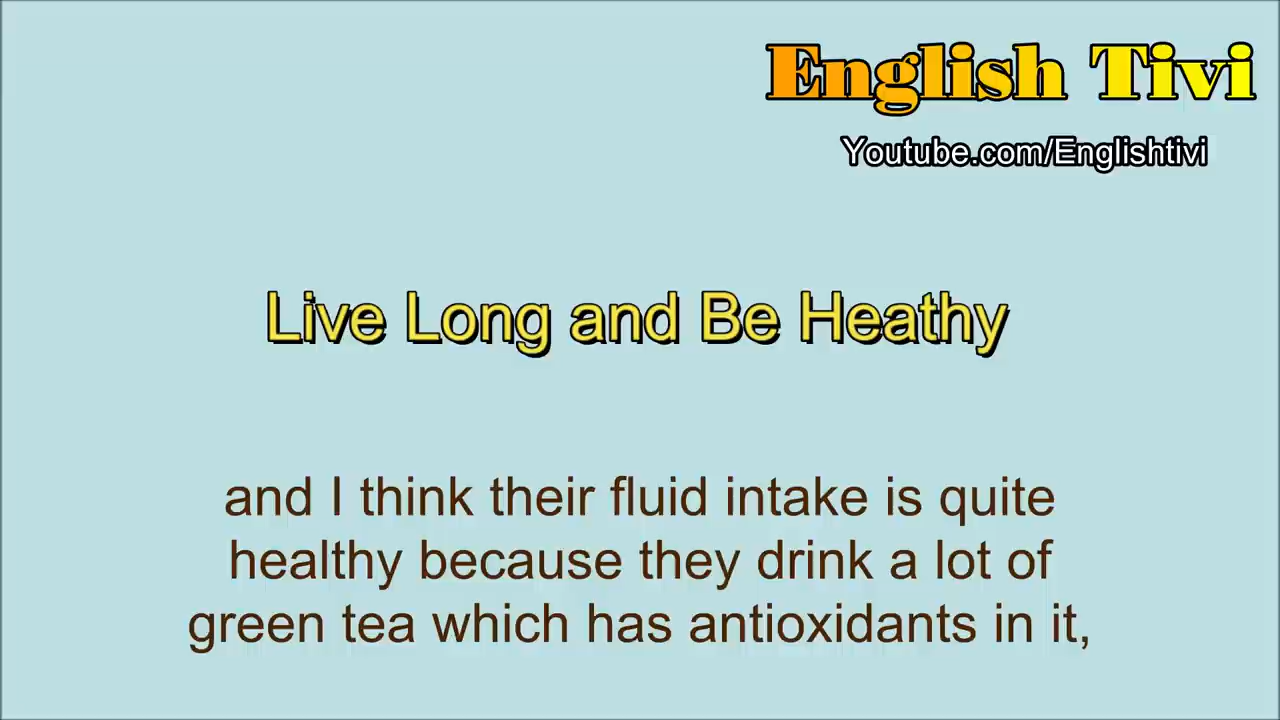 English Tivi
Youtube.com/Englishtivi
Live Long and Be Heathy
and I think their fluid intake is quite
healthy because they drink a lot of
green tea which has antioxidants in it,